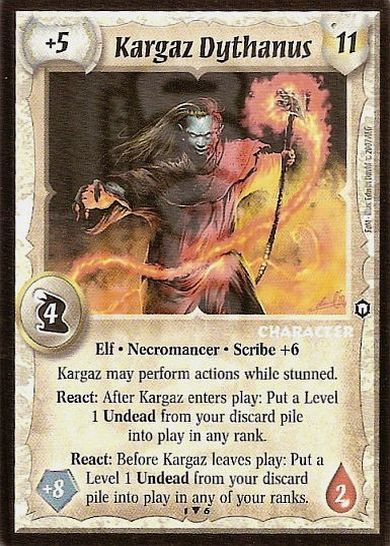 +5
Kargaz Dythanus
11
4
CHARACTER
Elf • Necromancer • Scribe +6
Kargaz may perform actions while stunned.
React: After Kargaz enters play: Put a Level
1 Undead from your discard pile
into play in any rank.
React: Before Kargaz leaves play: Put a
Level 1 Undead from your discard
pile into play in any of your ranks.
+8
1▼6
2